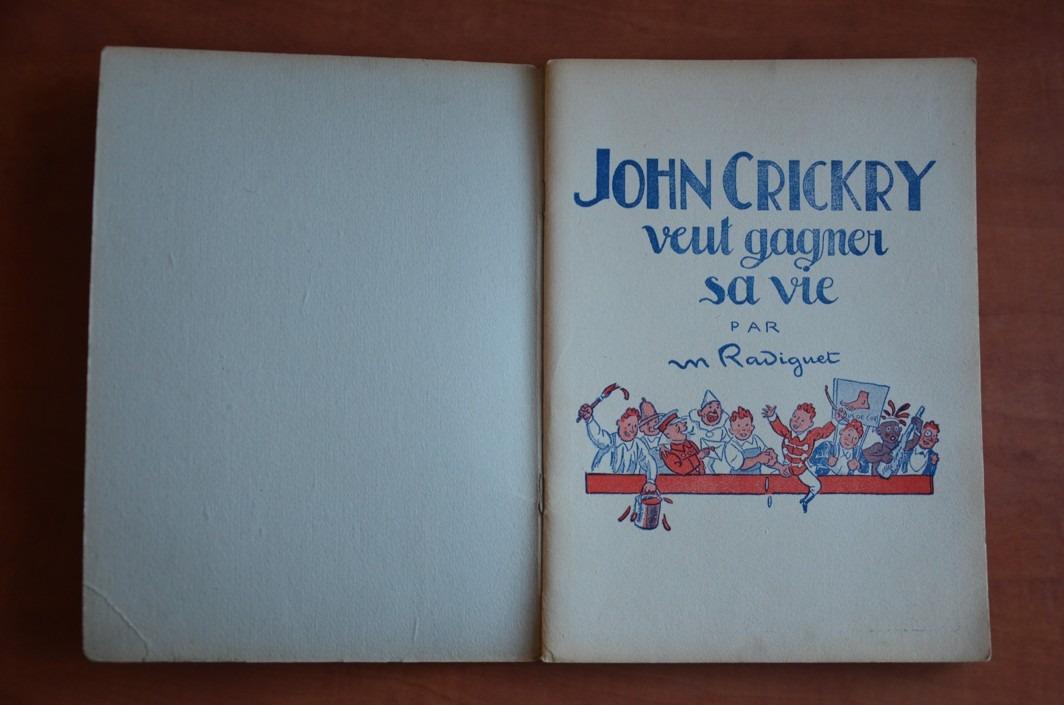 JOHN CRICKRY
veut gagner
sa vie
PAR
M Radiguet